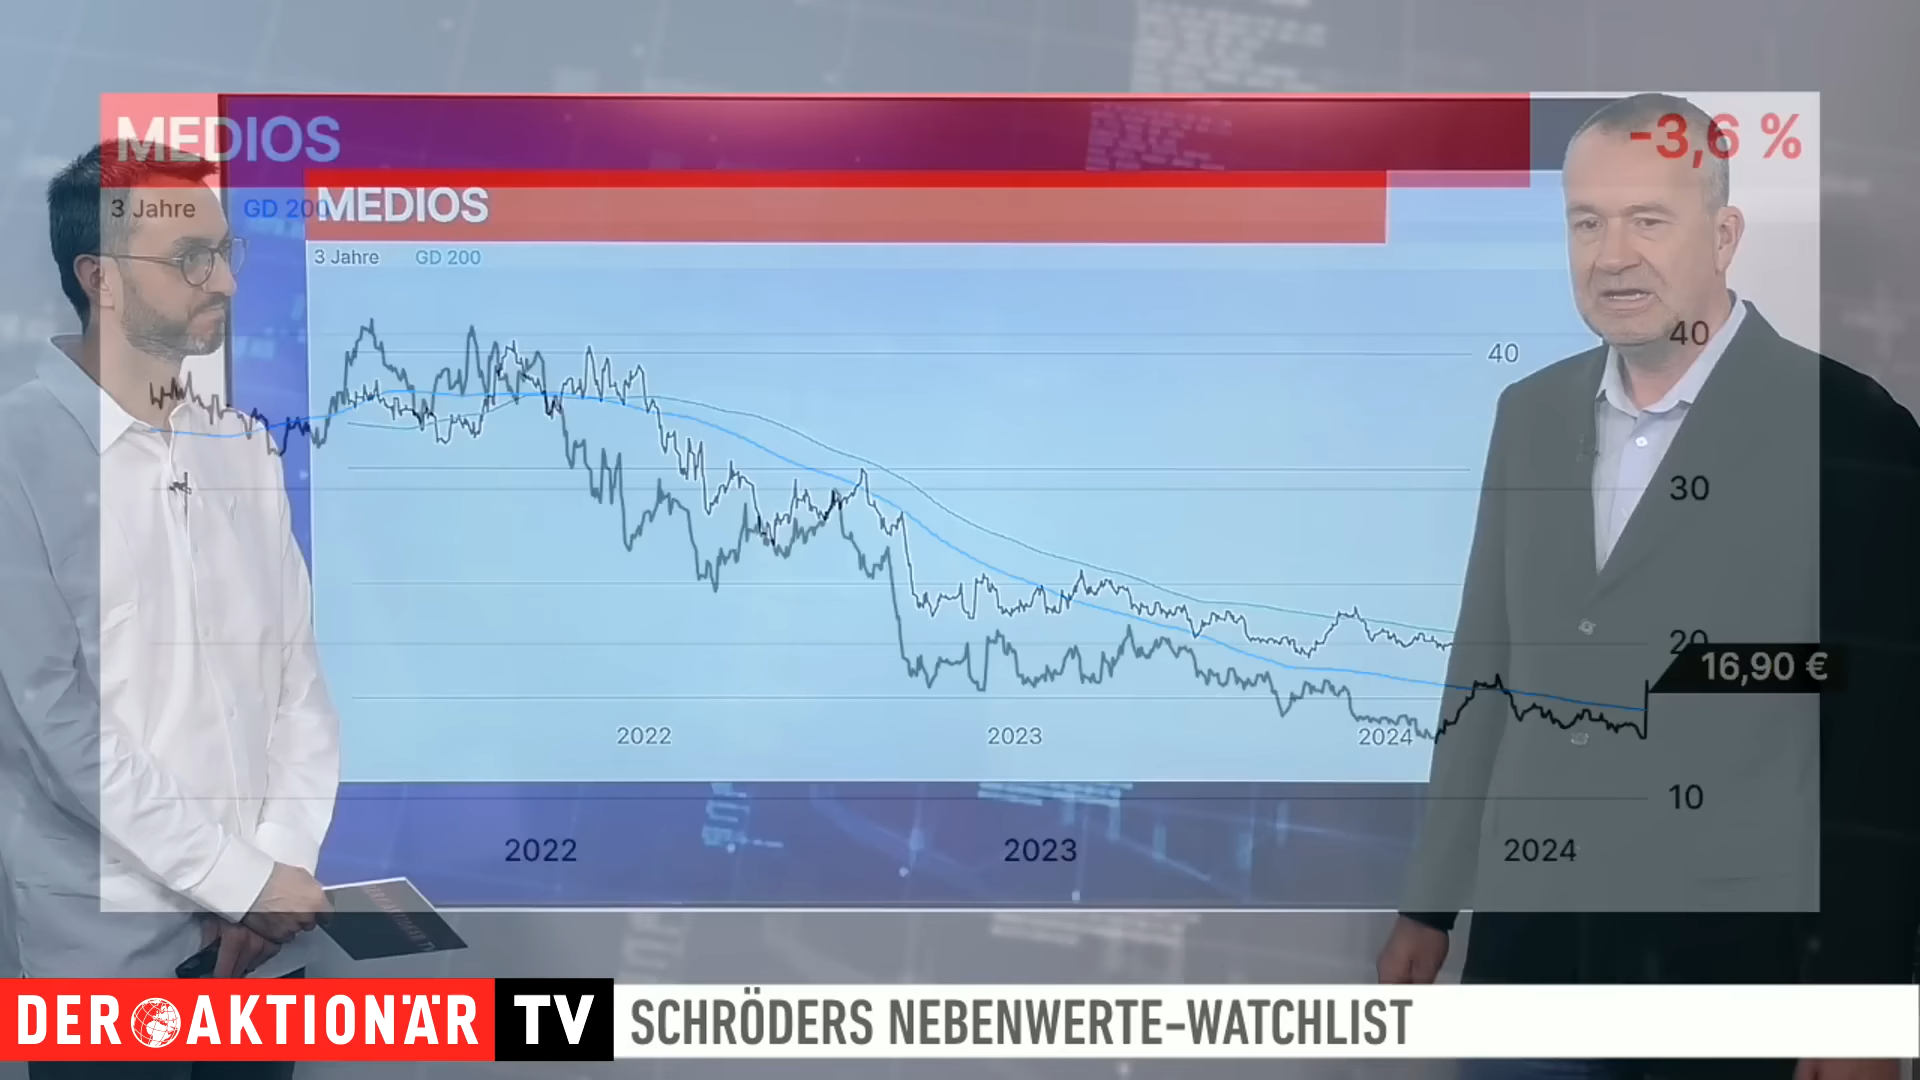 MEDIOS
-3,6 %
3 Jahre GD 200
MEDIOS
3 Jahre GD 200
40
40
30
20
16,90 €
2022 2023 2024
10
2022 2023 2024
DER AKTIONÄR TV SCHRÖDERS NEBENWERTE-WATCHLIST